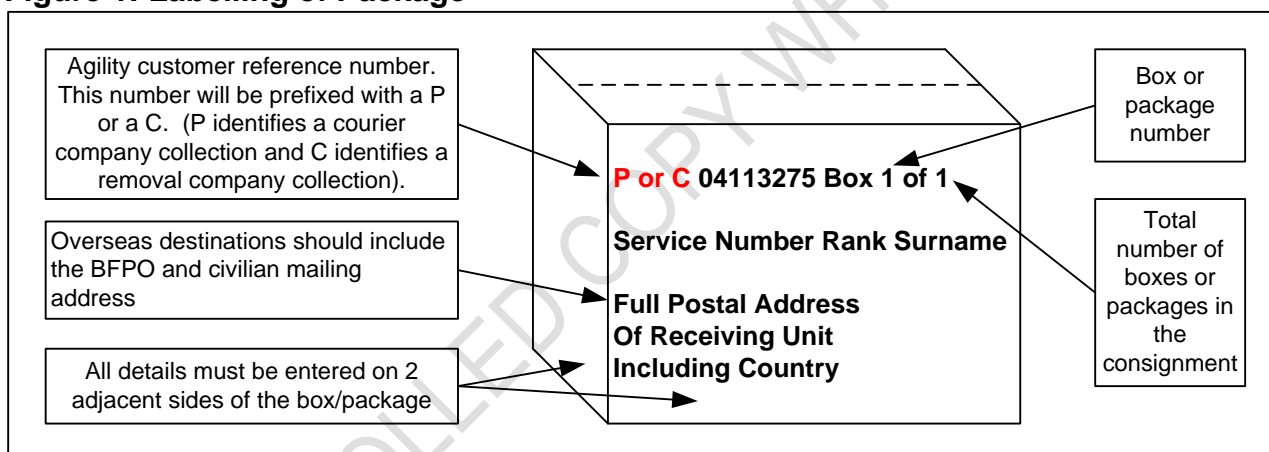 Figure 1: Labelling of Package
Agility customer reference number.
This number will be prefixed with a P
or a C. (P identifies a courier
company collection and C identifies a
removal company collection).
Overseas destinations should include
the BFPO and civilian mailing
address
All details must be entered on 2
adjacent sides of the box/package
P or C 04113275 Box 1 of 1
Service Number Rank Surname
Full Postal Address
Of Receiving Unit
Including Country
Box or
package
number
Total
number of
boxes or
packages in
the
consignment
OLLED COPY WH